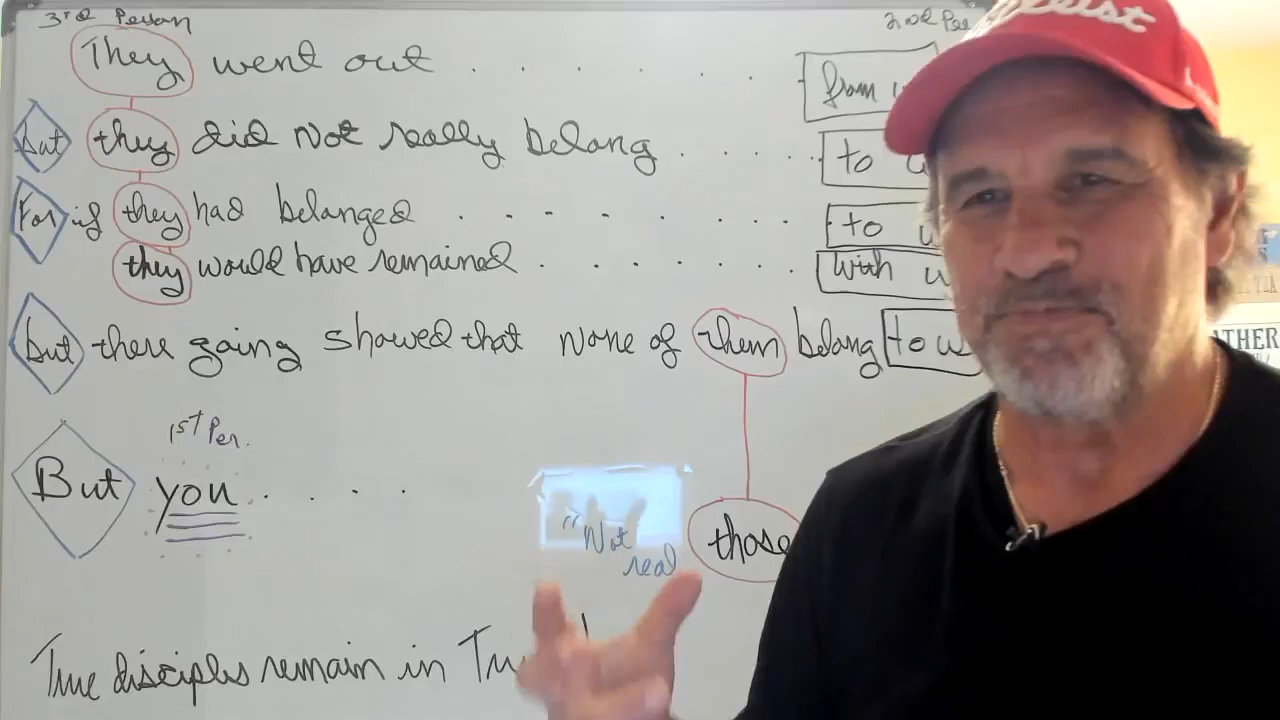 3rd Person
2nd Per
They went out . . . . . . from u
but they did Not really belong . . . . . to u
For if they had belonged . . . . . . . to u
they would have remained . . . . . . . with u
but there going showed that none of them belong to us
1st Per.
But you . . . .
"Not
real
those
True disciples remain in Tru
THER